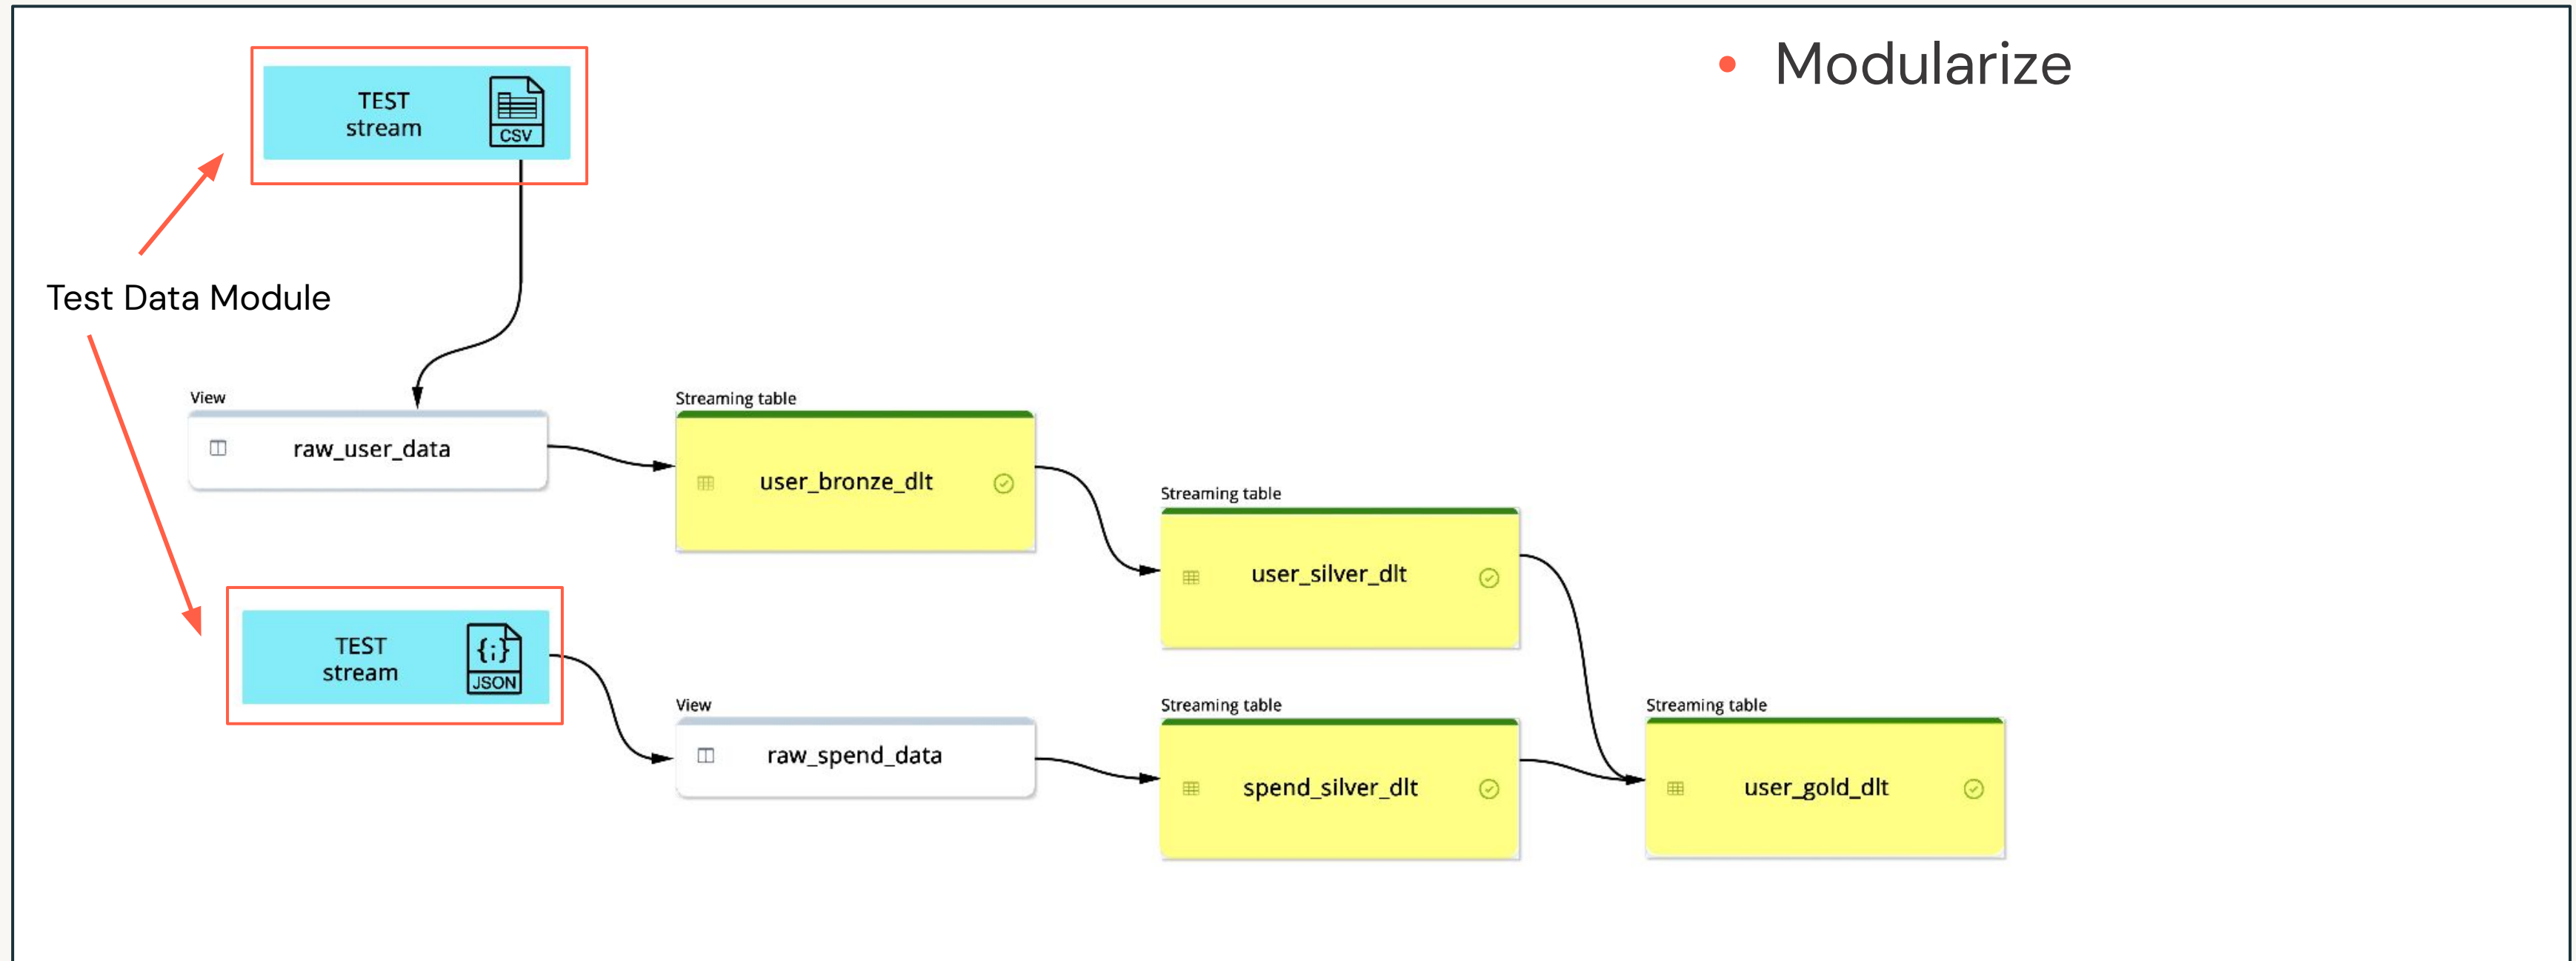 • Modularize
TEST
stream
CSV
Test Data Module
View
raw_user_data
Streaming table
user_bronze_dlt
Streaming table
user_silver_dlt
TEST
stream
{;}
JSON
View
raw_spend_data
Streaming table
spend_silver_dlt
Streaming table
user_gold_dlt